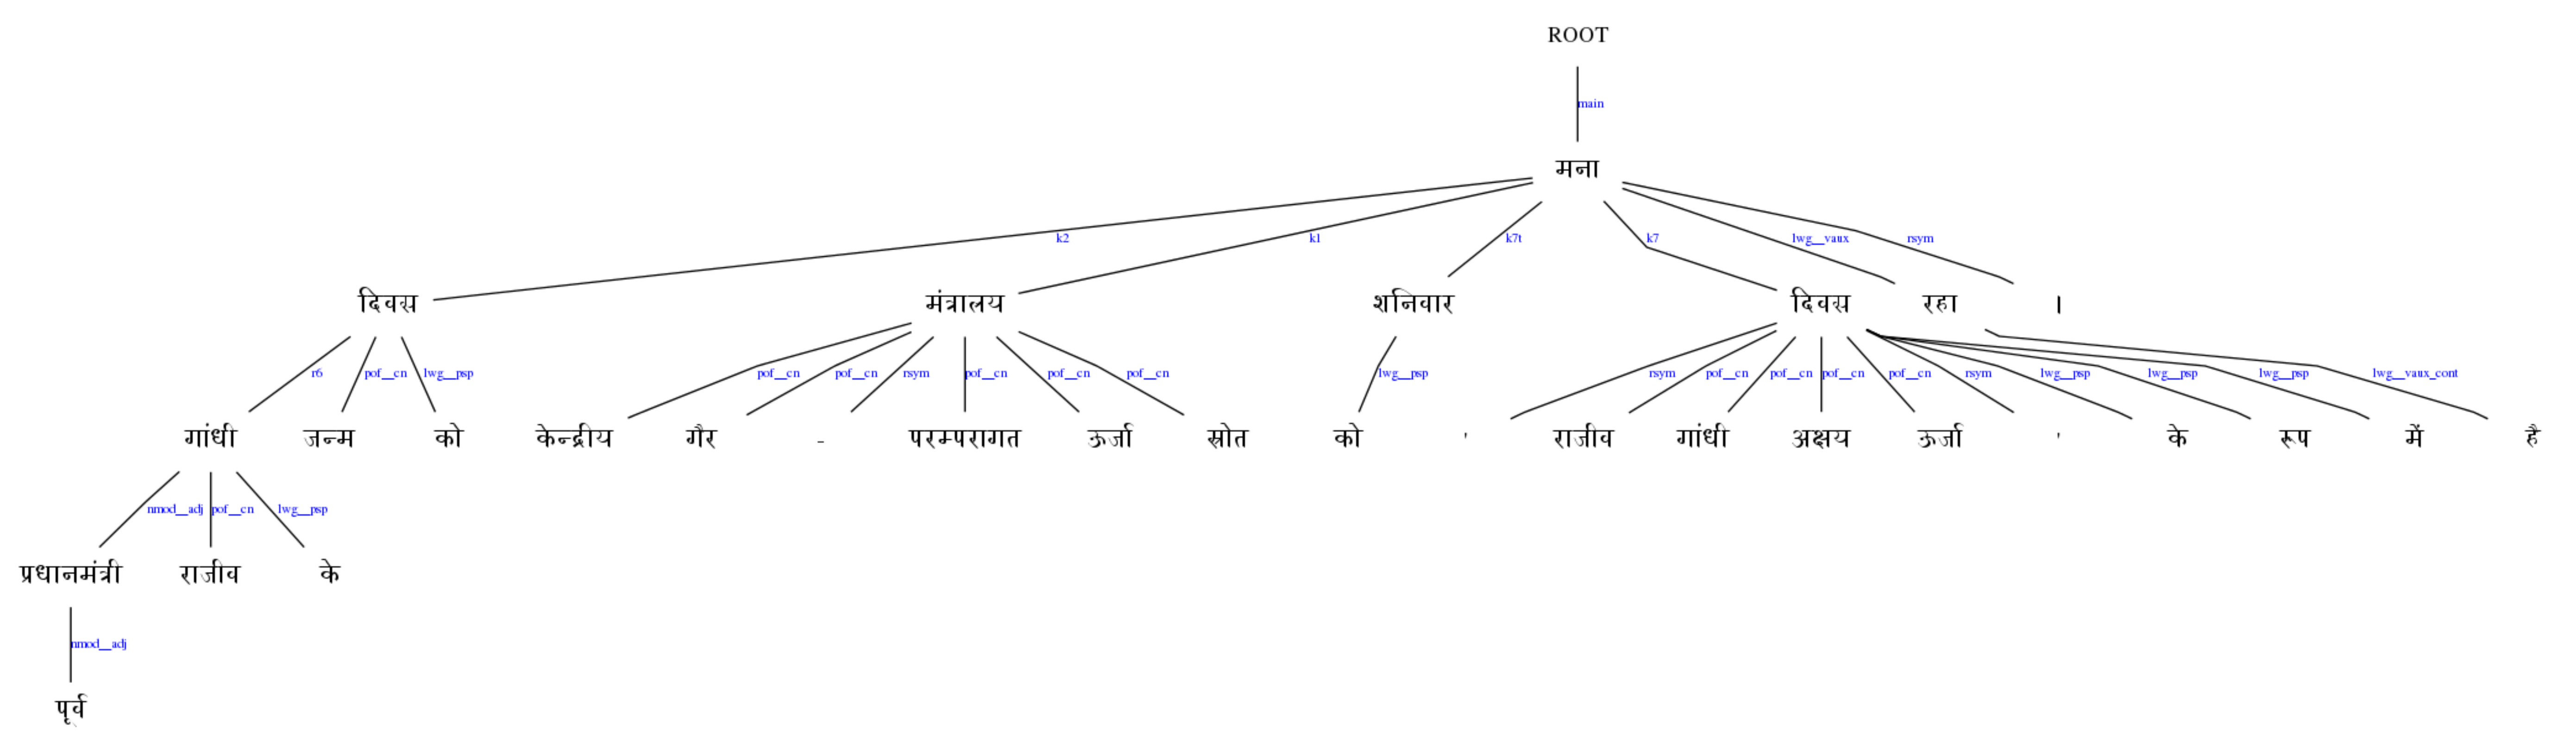 ROOT
main
मना
k2 k1 k7t k7 lwg__vaux rsym
दिवस मंत्रालय शनिवार दिवस रहा ।
r6 pof__cn lwg__psp pof__cn pof__cn rsym pof__cn pof__cn pof__cn lwg__psp rsym pof__cn pof__cn pof__cn pof__cn rsym lwg__psp lwg__psp lwg__psp lwg__vaux_cont
गांधी जन्म को केन्द्रीय गैर - परम्परागत ऊर्जा स्रोत को ' राजीव गांधी अक्षय ऊर्जा ' के रूप में है
nmod__adj pof__cn lwg__psp
प्रधानमंत्री राजीव के
nmod__adj
पूर्व